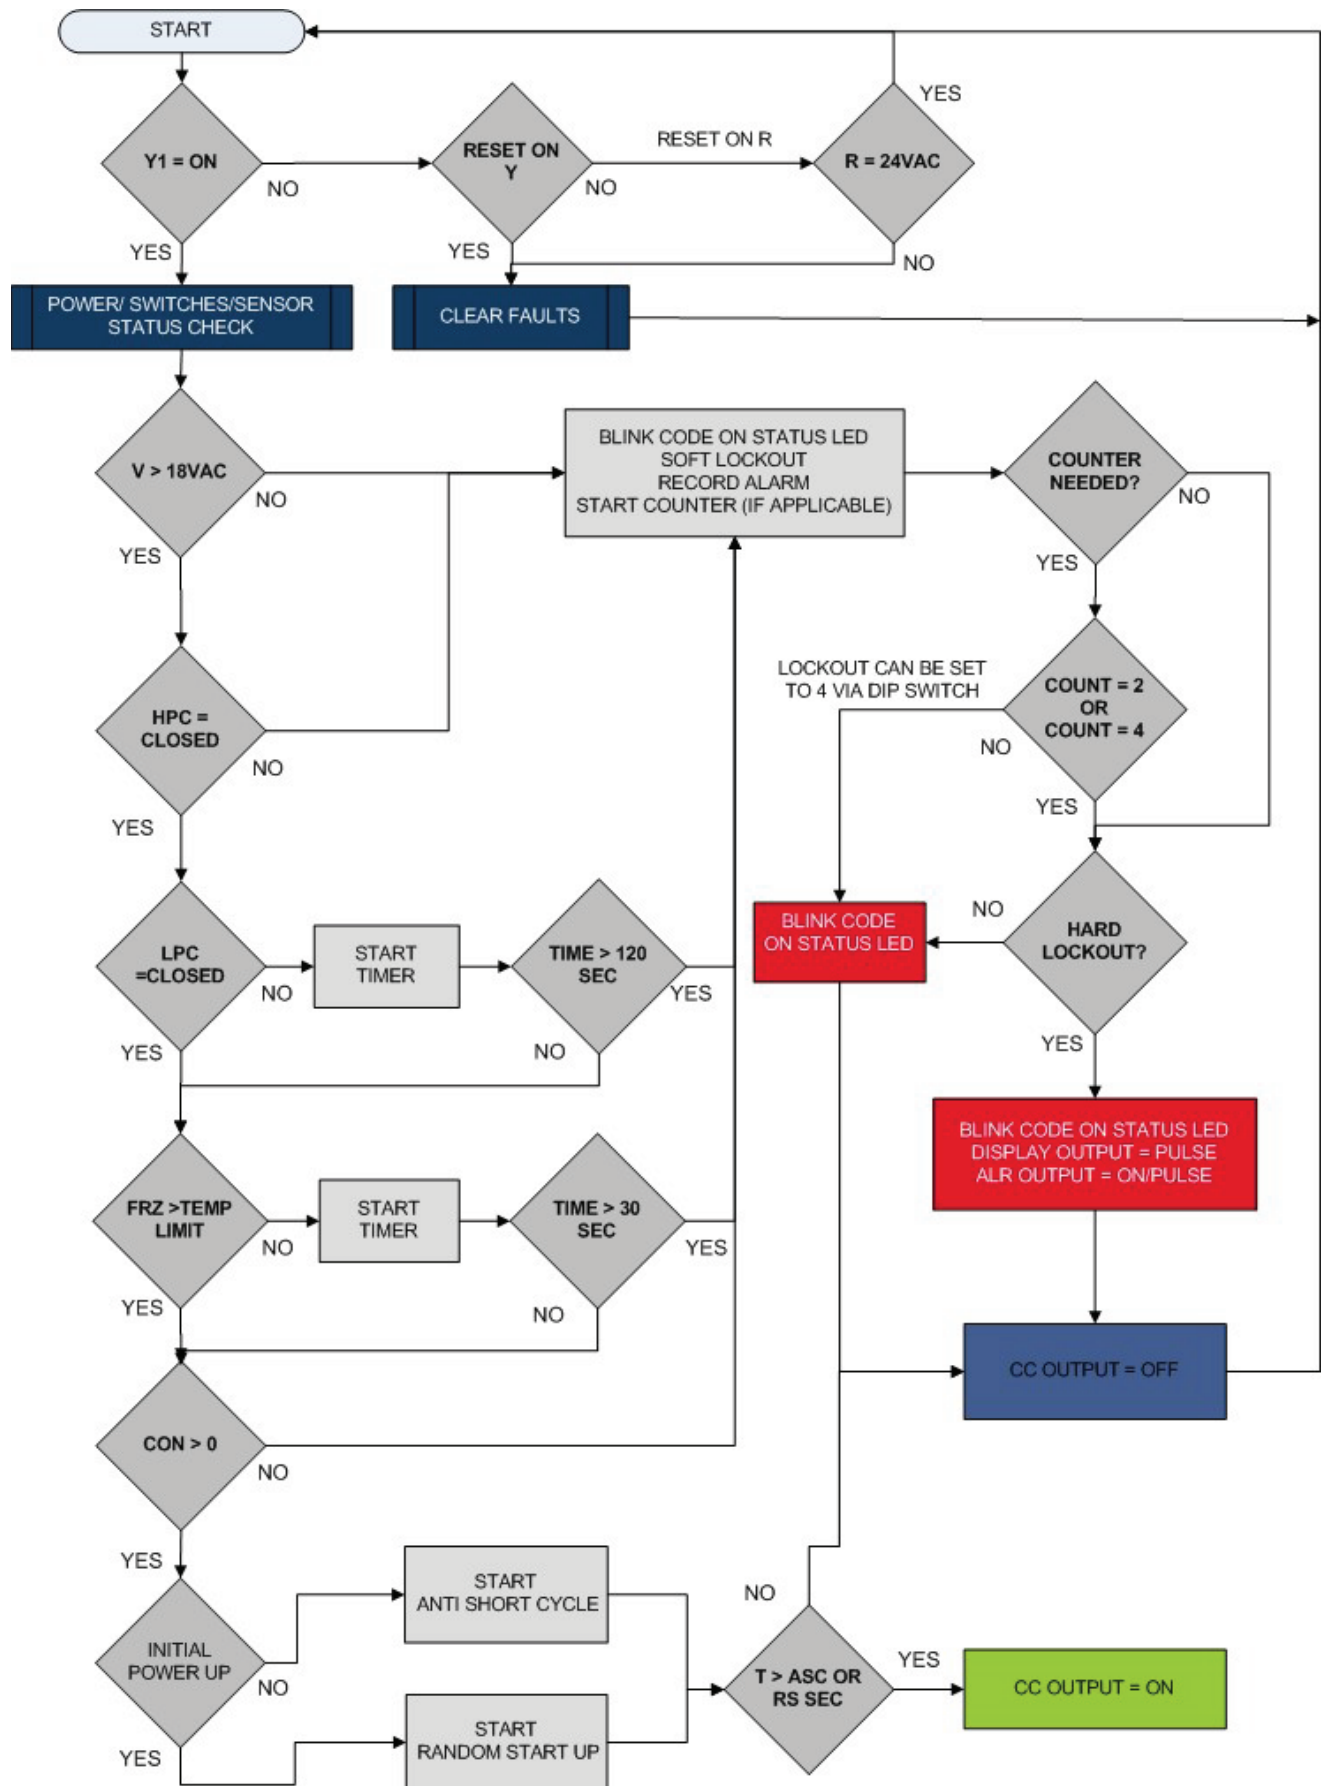 START
YES
Y1 = ON
NO
RESET ON
Y
NO
RESET ON R
R = 24VAC
YES
YES
NO
POWER/ SWITCHES/SENSOR
STATUS CHECK
CLEAR FAULTS
V > 18VAC
NO
YES
BLINK CODE ON STATUS LED
SOFT LOCKOUT
RECORD ALARM
START COUNTER (IF APPLICABLE)
COUNTER
NEEDED?
NO
YES
HPC =
CLOSED
NO
YES
LOCKOUT CAN BE SET
TO 4 VIA DIP SWITCH
COUNT = 2
OR
COUNT = 4
NO
YES
LPC
=CLOSED
NO
YES
START
TIMER
TIME > 120
SEC
YES
NO
BLINK CODE
ON STATUS LED
NO
HARD
LOCKOUT?
YES
FRZ >TEMP
LIMIT
NO
YES
START
TIMER
TIME > 30
SEC
YES
NO
BLINK CODE ON STATUS LED
DISPLAY OUTPUT = PULSE
ALR OUTPUT = ON/PULSE
CC OUTPUT = OFF
CON > 0
NO
YES
INITIAL
POWER UP
NO
YES
START
ANTI SHORT CYCLE
START
RANDOM START UP
NO
T > ASC OR
RS SEC
YES
CC OUTPUT = ON